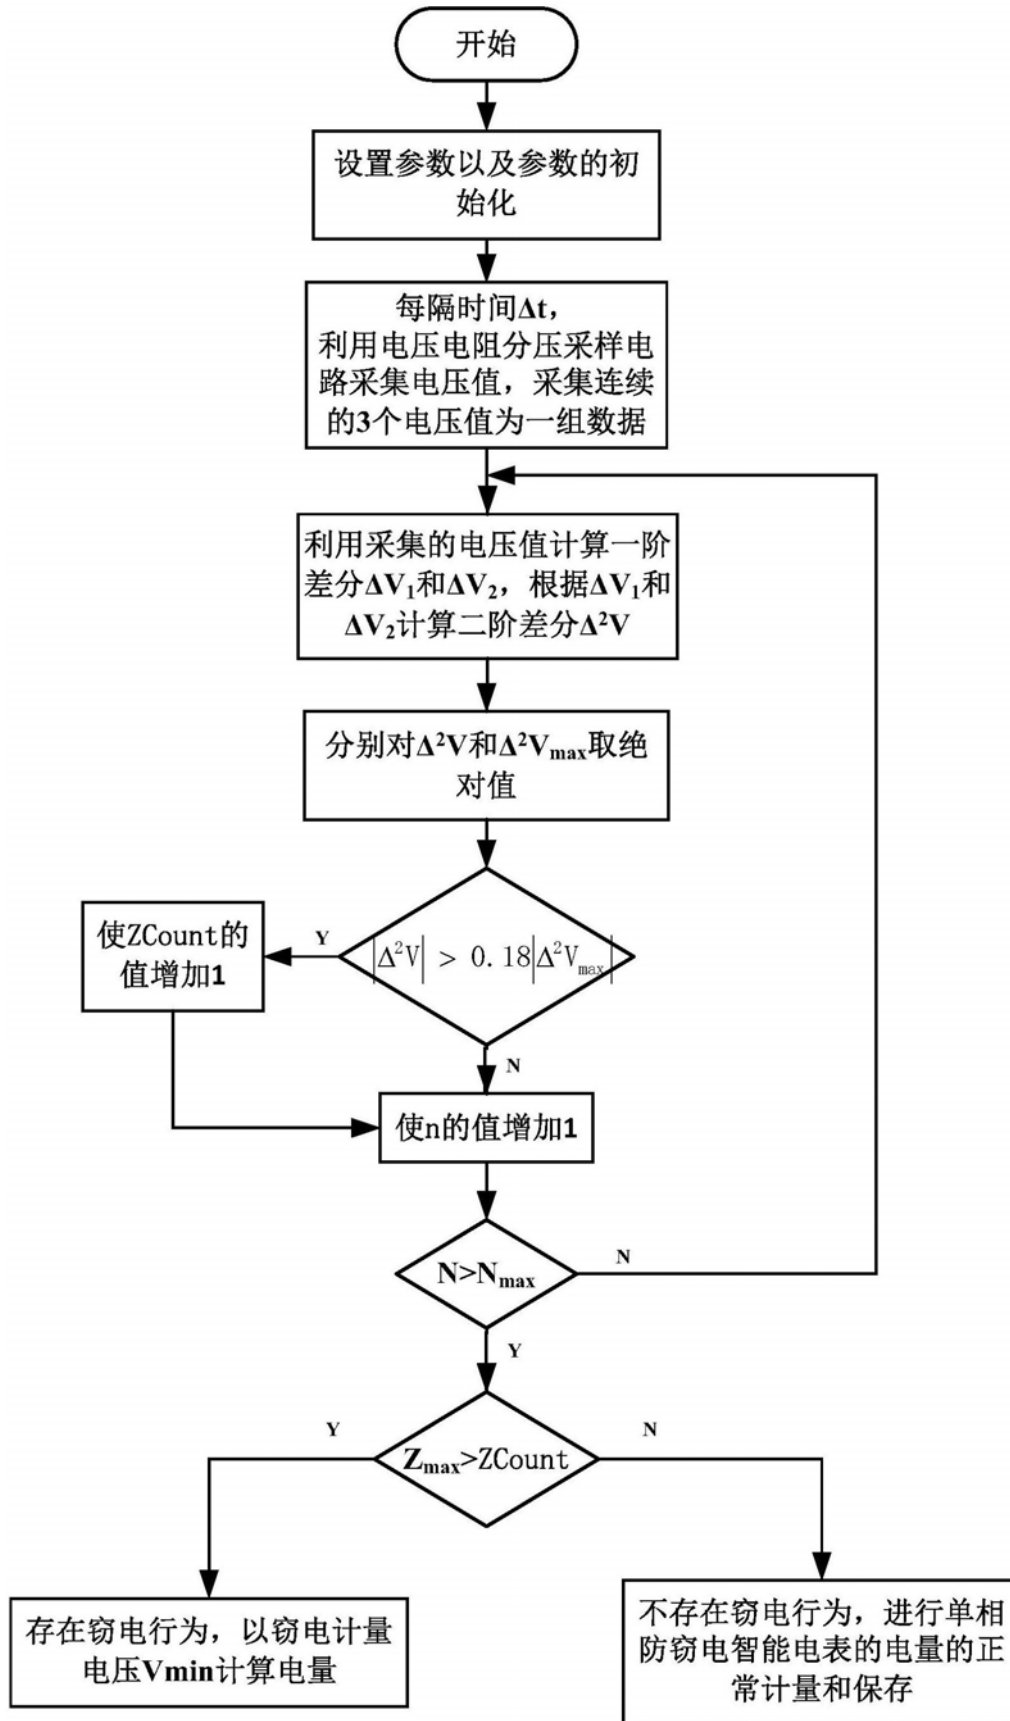 开始
设置参数以及参数的初
始化
每隔时间Δt，
利用电压电阻分压采样电
路采集电压值，采集连续
的3个电压值为一组数据
利用采集的电压值计算一阶
差分ΔV₁和ΔV₂，根据ΔV₁和
ΔV₂计算二阶差分Δ²V
分别对Δ²V和Δ²Vmax取绝
对值
使ZCount的
值增加1
Y
|Δ²V| > 0.18|Δ²Vmax|
N
使n的值增加1
N>Nmax
N
Y
Y
Zmax>ZCount
N
存在窃电行为，以窃电计量
电压Vmin计算电量
不存在窃电行为，进行单相
防窃电智能电表的电量的正
常计量和保存